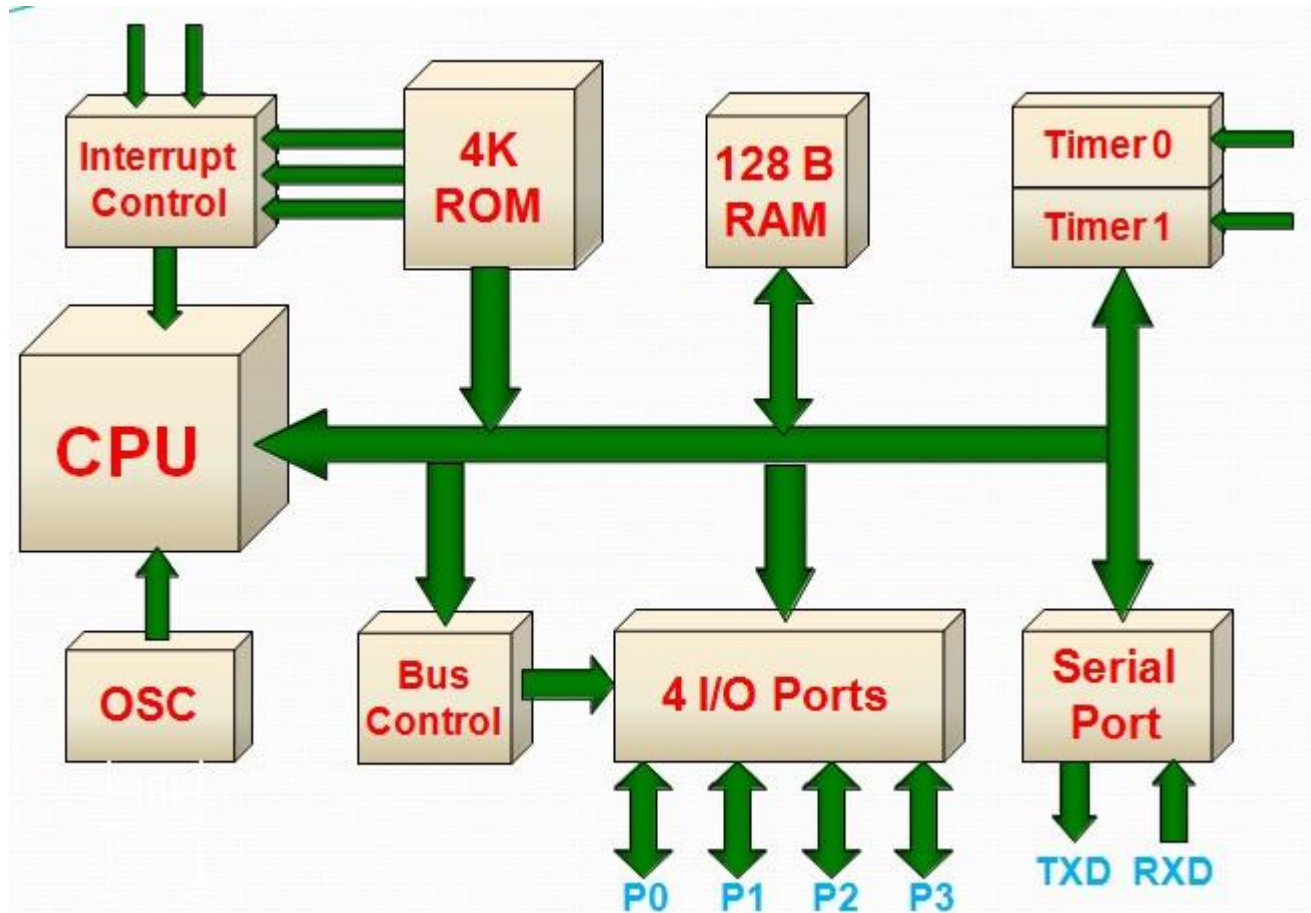 Interrupt
Control
4K
ROM
128 B
RAM
Timer 0
Timer 1
CPU
OSC
Bus
Control
4 I/O Ports
Serial
Port
P0 P1 P2 P3
TXD RXD